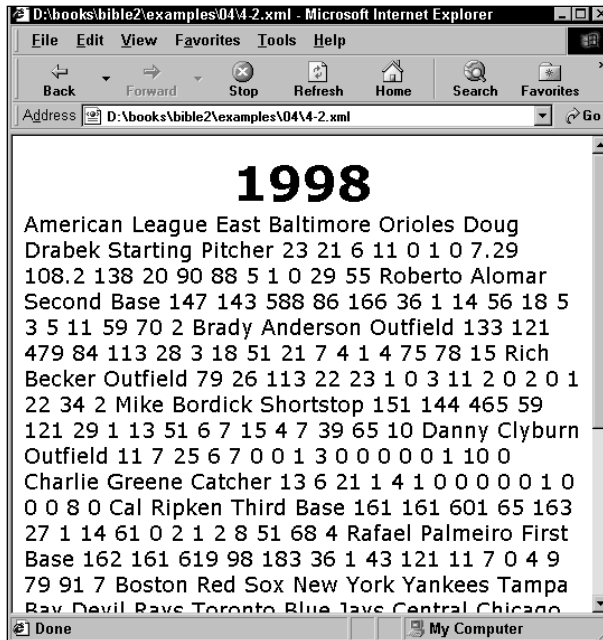 D:\books\bible2\examples\04\4-2.xml - Microsoft Internet Explorer
File Edit View Favorites Tools Help
Back Forward Stop Refresh Home Search Favorites
Address D:\books\bible2\examples\04\4-2.xml Go
1998
American League East Baltimore Orioles Doug
Drabek Starting Pitcher 23 21 6 11 0 1 0 7.29
108.2 138 20 90 88 5 1 0 29 55 Roberto Alomar
Second Base 147 143 588 86 166 36 1 14 56 18 5
3 5 11 59 70 2 Brady Anderson Outfield 133 121
479 84 113 28 3 18 51 21 7 4 1 4 75 78 15 Rich
Becker Outfield 79 26 113 22 23 1 0 3 11 2 0 2 0 1
22 34 2 Mike Bordick Shortstop 151 144 465 59
121 29 1 13 51 6 7 15 4 7 39 65 10 Danny Clyburn
Outfield 11 7 25 6 7 0 0 1 3 0 0 0 0 0 1 10 0
Charlie Greene Catcher 13 6 21 1 4 1 0 0 0 0 0 1 0
0 0 8 0 Cal Ripken Third Base 161 161 601 65 163
27 1 14 61 0 2 1 2 8 51 68 4 Rafael Palmeiro First
Base 162 161 619 98 183 36 1 43 121 11 7 0 4 9
79 91 7 Boston Red Sox New York Yankees Tampa
Bay Devil Rays Toronto Blue Jays Central Chicago
Done My Computer